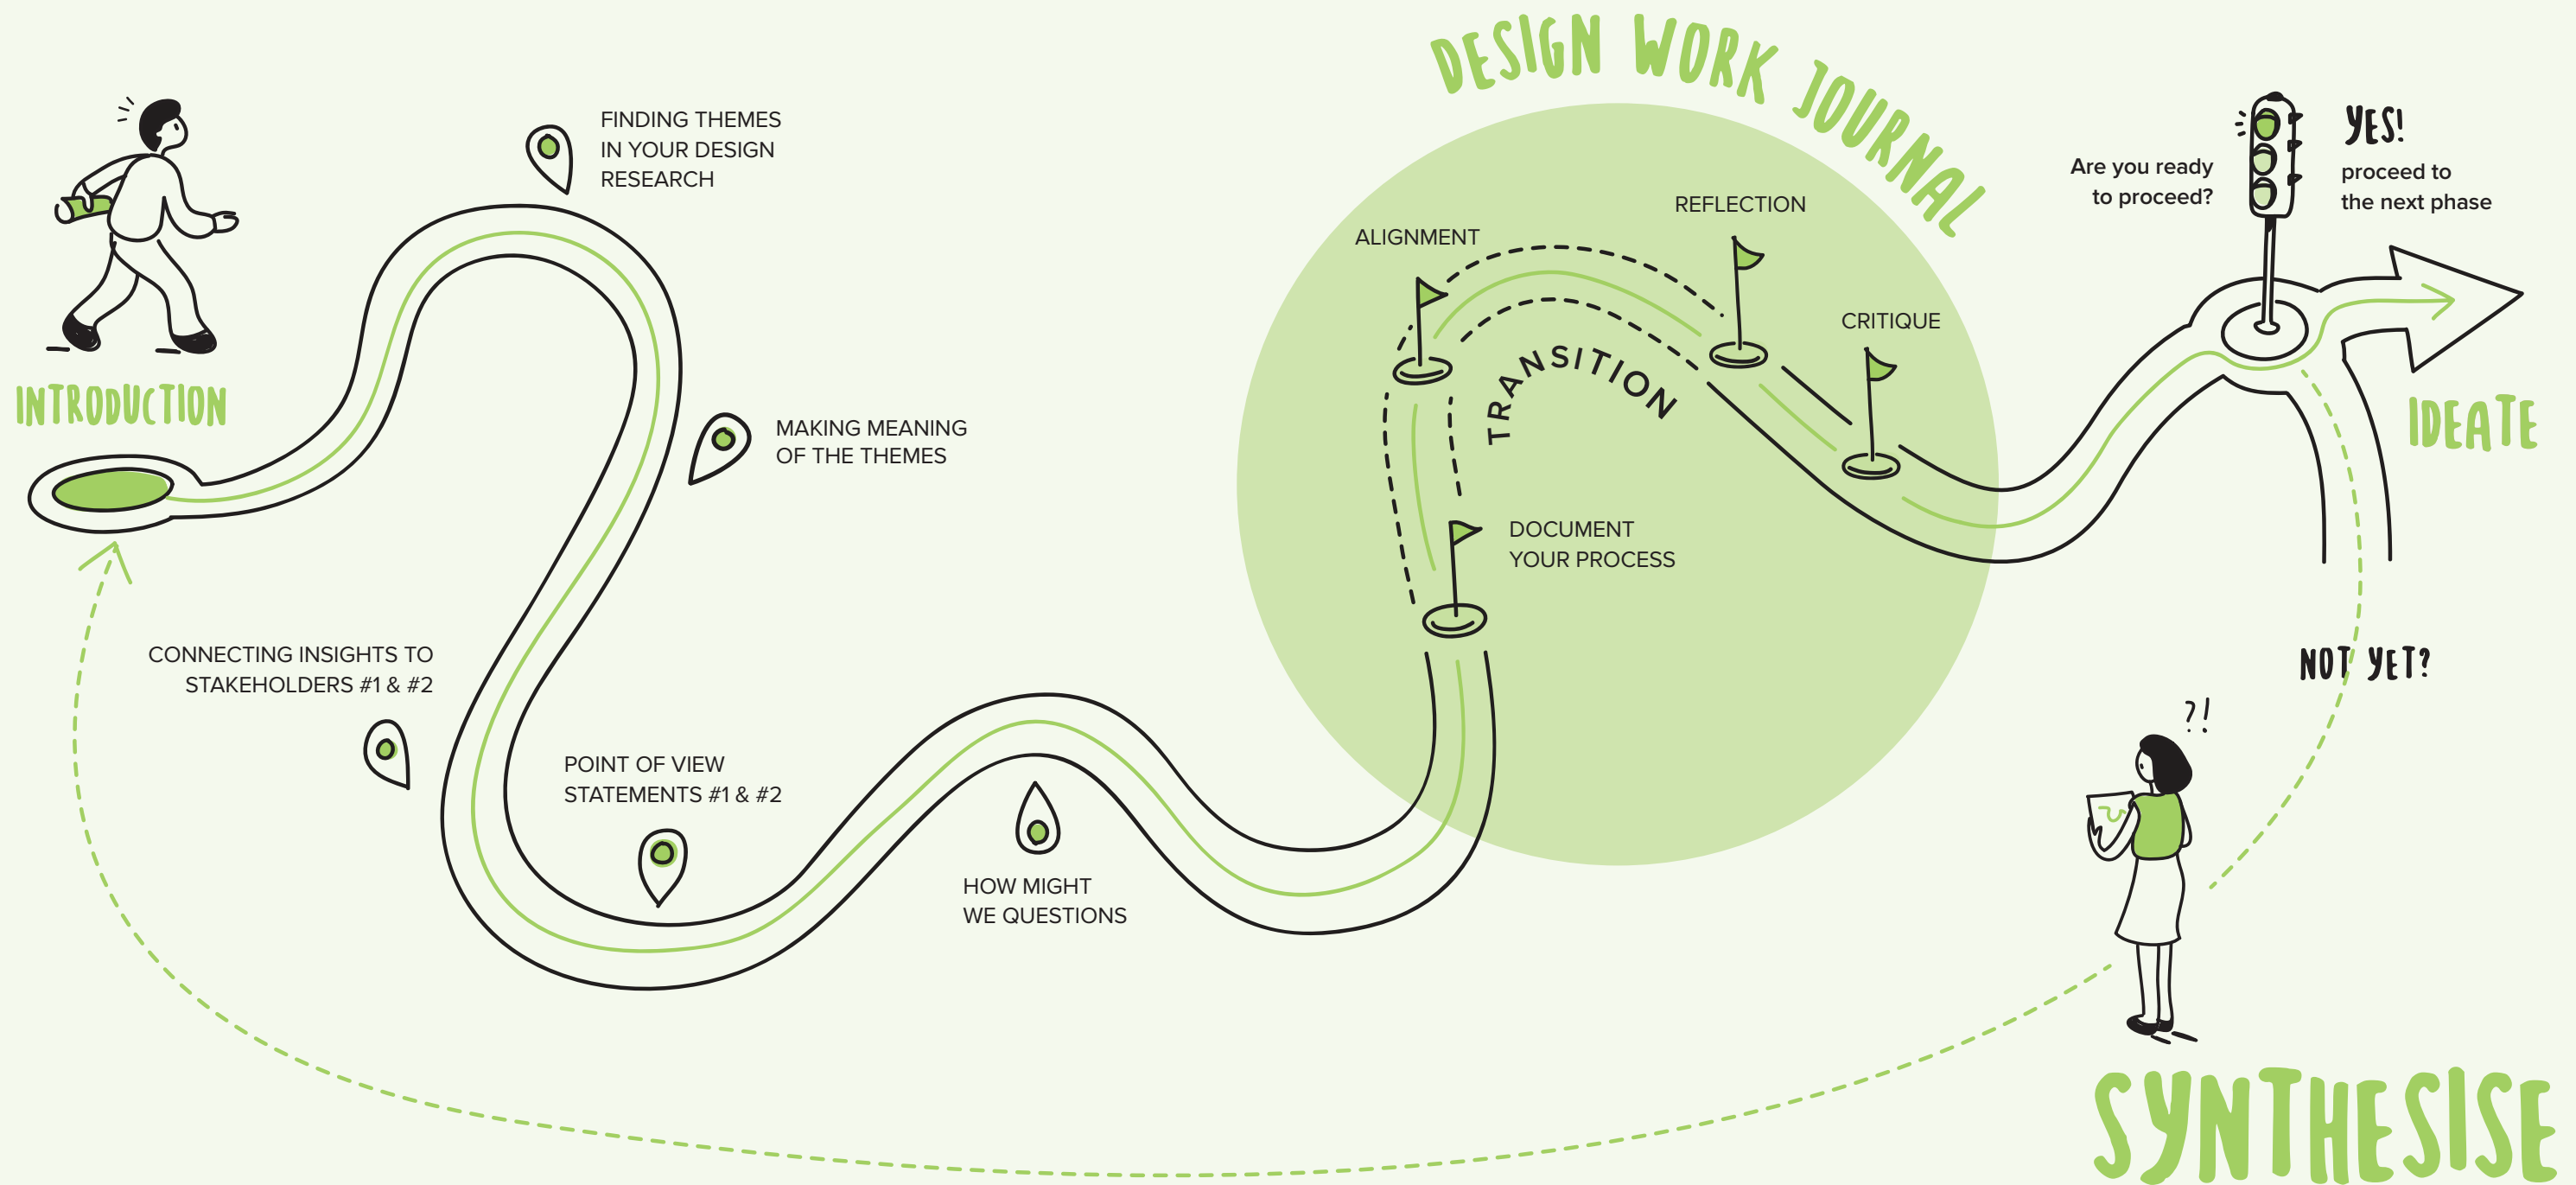 INTRODUCTION
FINDING THEMES
IN YOUR DESIGN
RESEARCH
MAKING MEANING
OF THE THEMES
CONNECTING INSIGHTS TO
STAKEHOLDERS #1 & #2
POINT OF VIEW
STATEMENTS #1 & #2
HOW MIGHT
WE QUESTIONS
DESIGN WORK JOURNAL
DOCUMENT
YOUR PROCESS
ALIGNMENT
TRANSITION
REFLECTION
CRITIQUE
Are you ready
to proceed?
YES!
proceed to
the next phase
IDEATE
NOT YET?
?!
SYNTHESISE